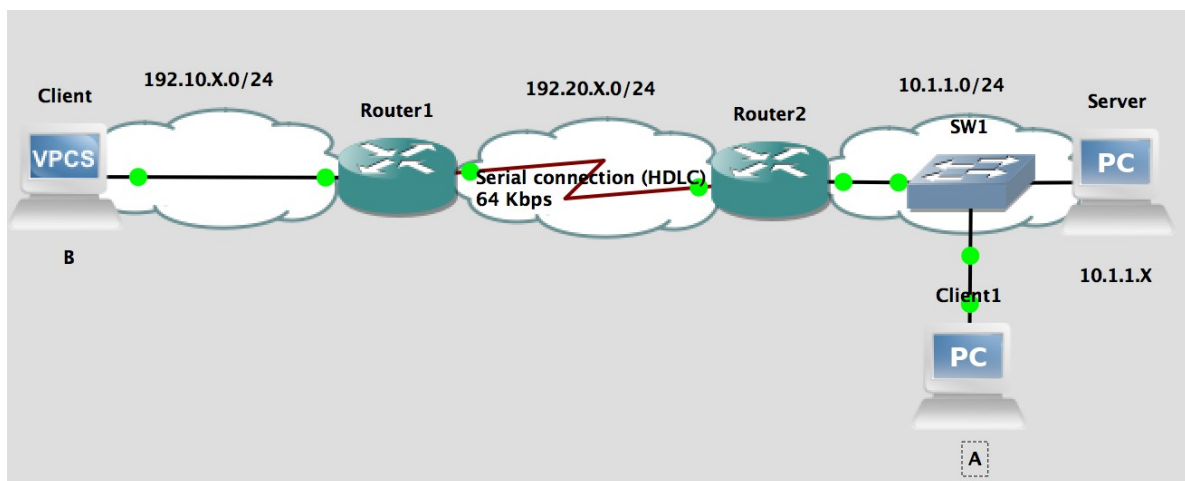 192.10.X.0/24
192.20.X.0/24
10.1.1.0/24
Client
Router1
Router2
Server
SW1
VPCS
PC
Serial connection (HDLC)
64 Kbps
B
10.1.1.X
Client1
PC
A